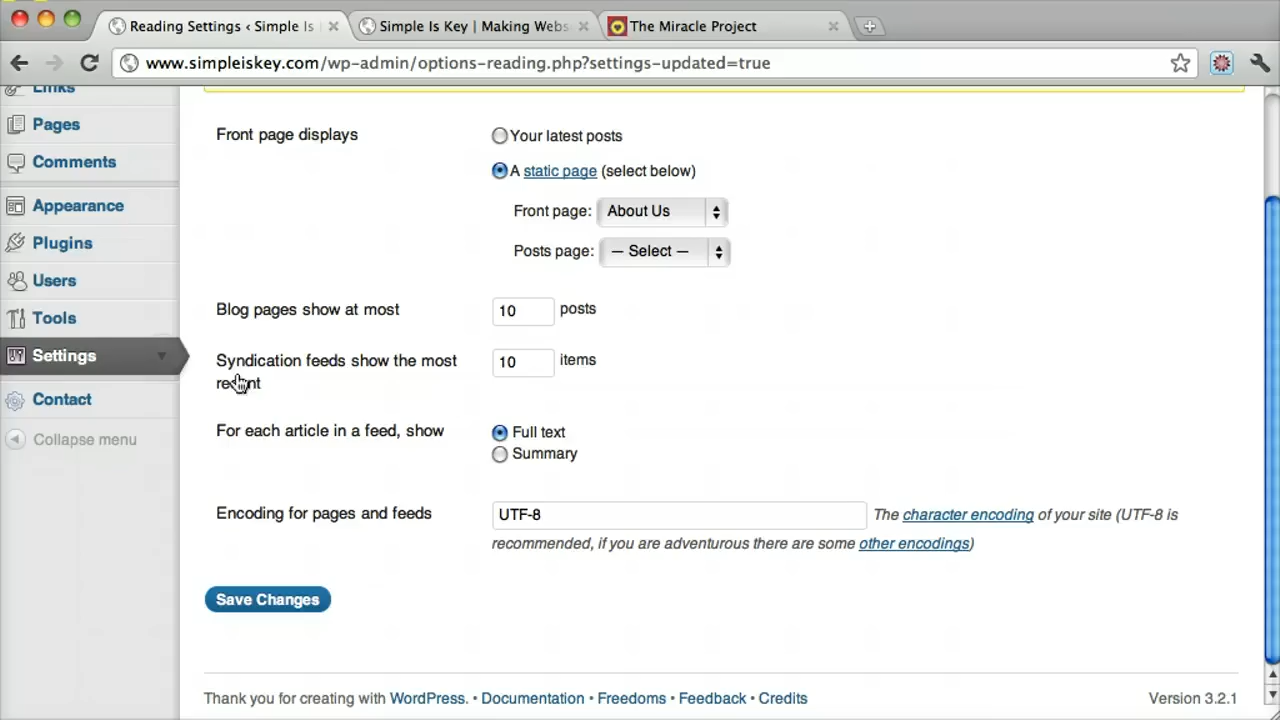 Reading Settings ‹ Simple Is
Simple Is Key | Making Webs
The Miracle Project
www.simpleiskey.com/wp-admin/options-reading.php?settings-updated=true
Links
Pages
Comments
Appearance
Plugins
Users
Tools
Settings
Contact
Collapse menu
Front page displays
Your latest posts
A static page (select below)
Front page: About Us
Posts page: — Select —
Blog pages show at most 10 posts
Syndication feeds show the most 10 items
recent
For each article in a feed, show
Full text
Summary
Encoding for pages and feeds
UTF-8 The character encoding of your site (UTF-8 is
recommended, if you are adventurous there are some other encodings)
Save Changes
Thank you for creating with WordPress. • Documentation • Freedoms • Feedback • Credits
Version 3.2.1